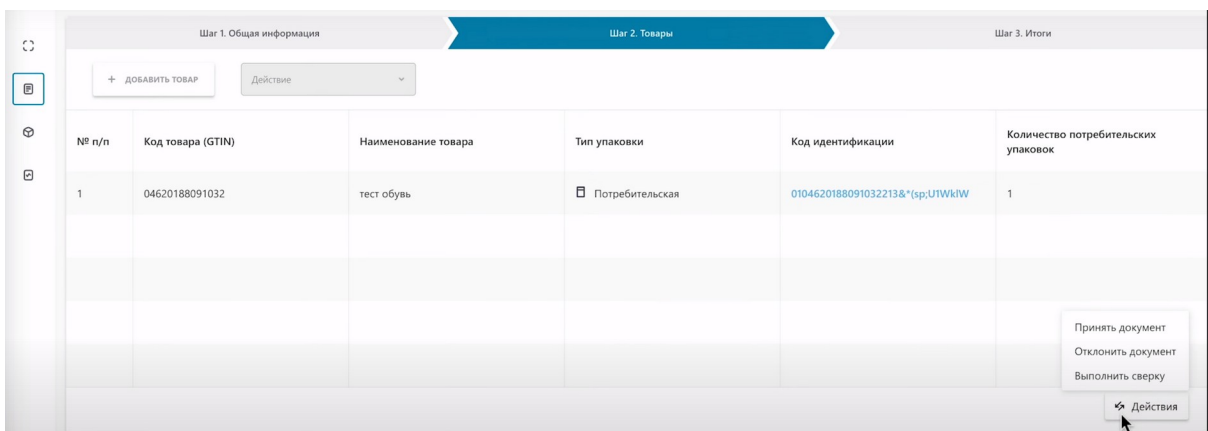 Шаг 1. Общая информация
Шаг 2. Товары
Шаг 3. Итоги
+ ДОБАВИТЬ ТОВАР
Действие
№ п/п
Код товара (GTIN)
Наименование товара
Тип упаковки
Код идентификации
Количество потребительских
упаковок
1
04620188091032
тест обувь
Потребительская
0104620188091032213&*(sp;U1WklW
1
Принять документ
Отклонить документ
Выполнить сверку
Действия